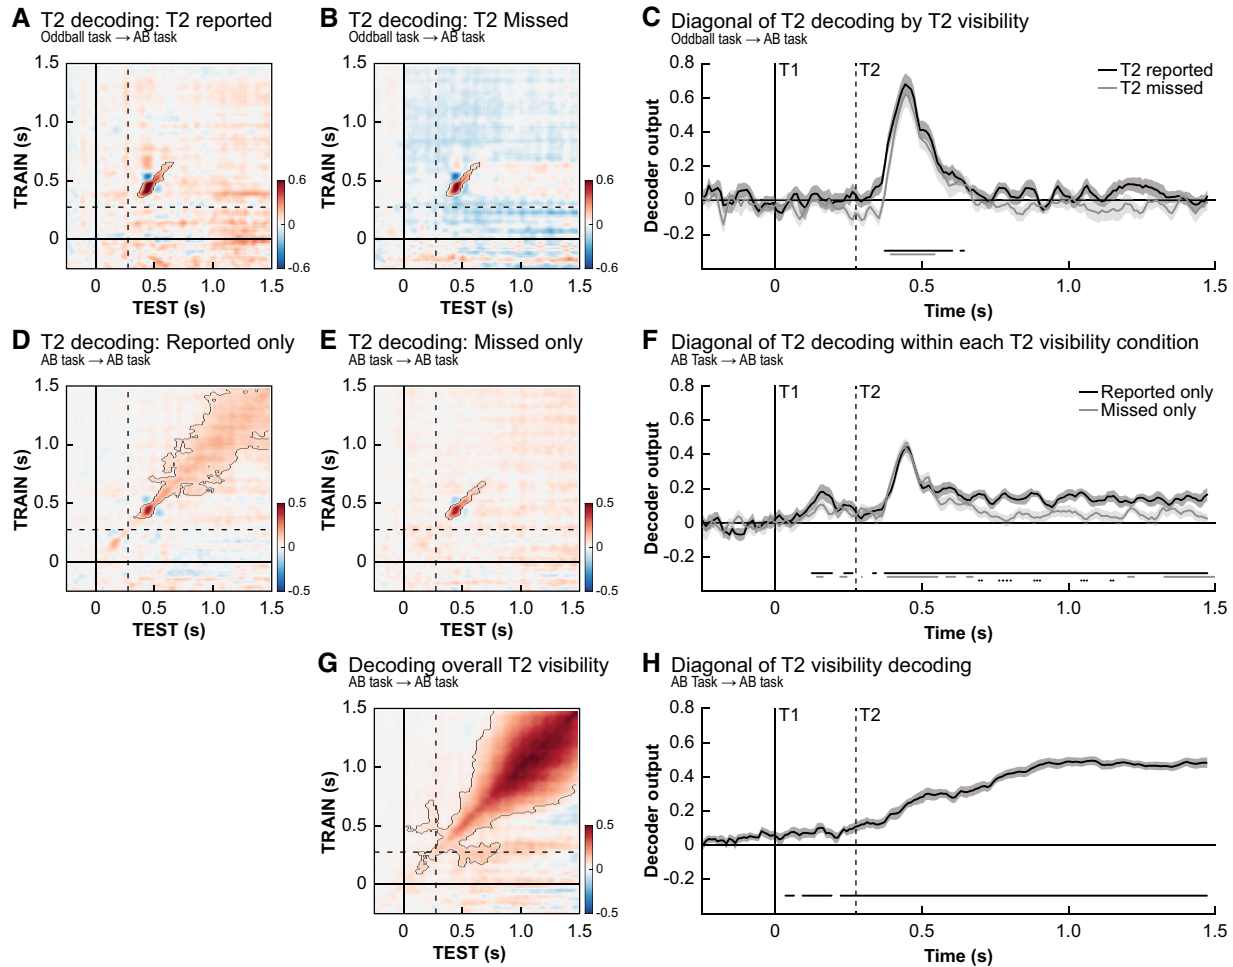 A T2 decoding: T2 reported
Oddball task → AB task
1.5
1.0
0.5
0
TRAIN (s)
0.6
0
-0.6
0 0.5 1.0 1.5
TEST (s)
B T2 decoding: T2 Missed
Oddball task → AB task
1.5
1.0
0.5
0
TRAIN (s)
0.6
0
-0.6
0 0.5 1.0 1.5
TEST (s)
C Diagonal of T2 decoding by T2 visibility
Oddball task → AB task
0.8
0.6
0.4
0.2
0
-0.2
Decoder output
T1 T2
T2 reported
T2 missed
0 0.5 1.0 1.5
Time (s)
D T2 decoding: Reported only
AB task → AB task
1.5
1.0
0.5
0
TRAIN (s)
0.5
0
-0.5
0 0.5 1.0 1.5
TEST (s)
E T2 decoding: Missed only
AB task → AB task
1.5
1.0
0.5
0
TRAIN (s)
0.5
0
-0.5
0 0.5 1.0 1.5
TEST (s)
F Diagonal of T2 decoding within each T2 visibility condition
AB Task → AB task
0.8
0.6
0.4
0.2
0
-0.2
Decoder output
T1 T2
Reported only
Missed only
0 0.5 1.0 1.5
Time (s)
G Decoding overall T2 visibility
AB task → AB task
1.5
1.0
0.5
0
TRAIN (s)
0.5
0
-0.5
0 0.5 1.0 1.5
TEST (s)
H Diagonal of T2 visibility decoding
AB Task → AB task
0.8
0.6
0.4
0.2
0
-0.2
Decoder output
T1 T2
0 0.5 1.0 1.5
Time (s)